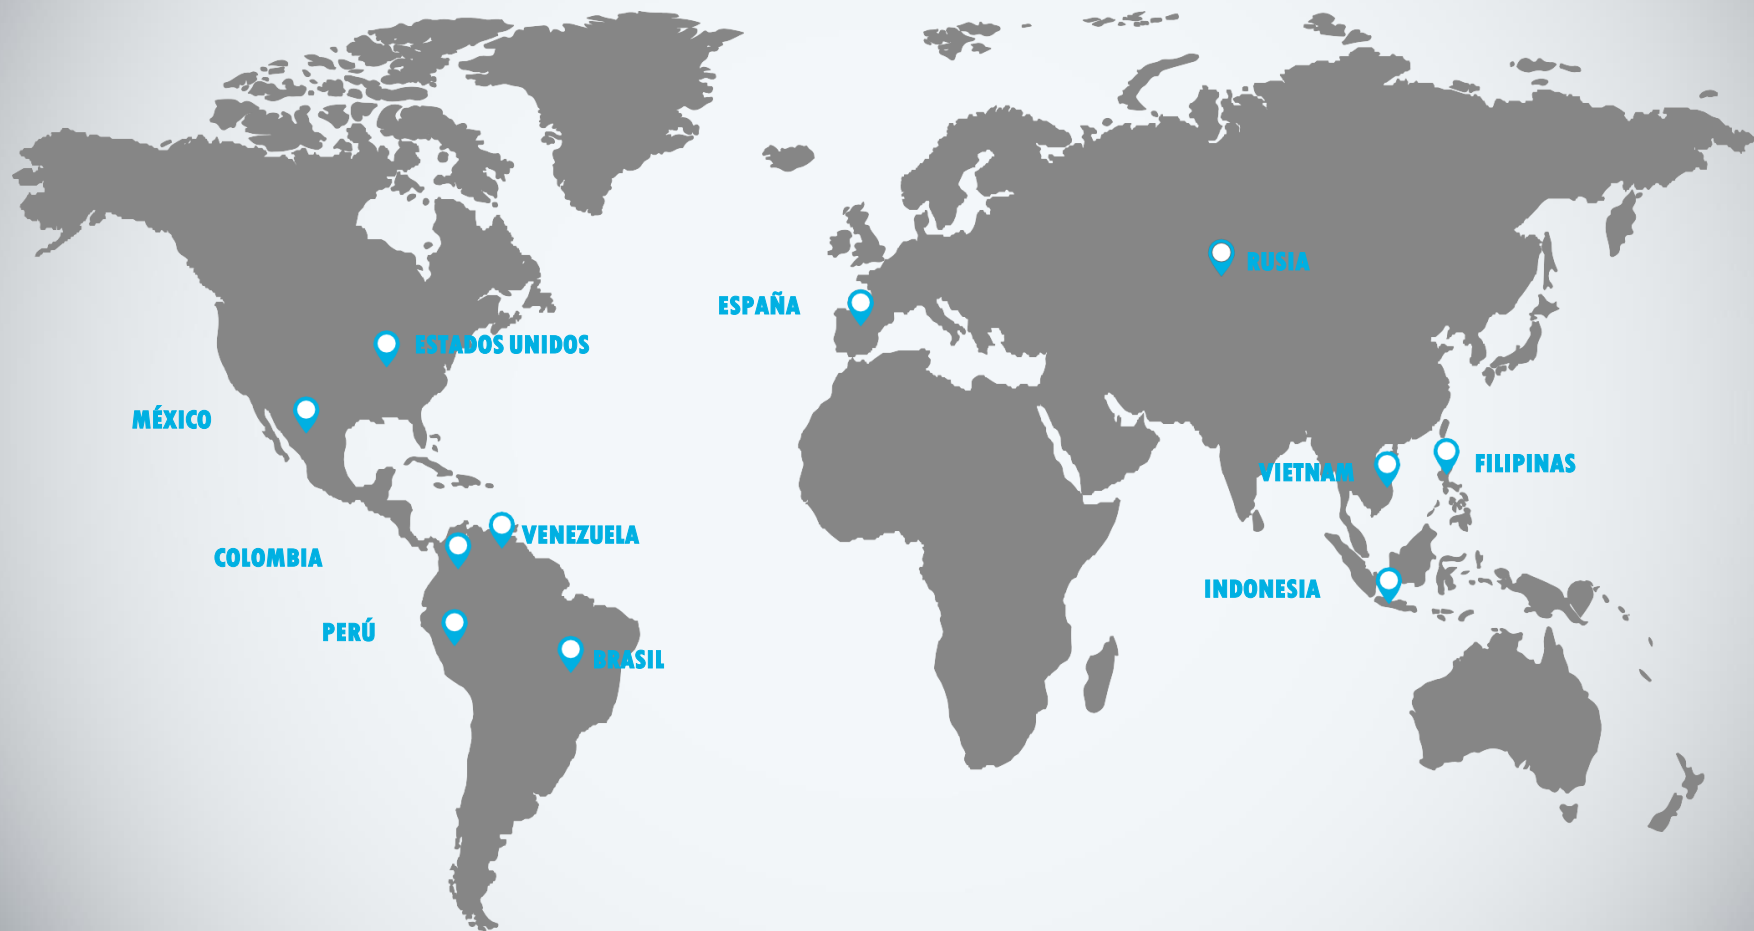 RUSIA
ESPAÑA
ESTADOS UNIDOS
MÉXICO
FILIPINAS
VIETNAM
VENEZUELA
COLOMBIA
INDONESIA
PERÚ
BRASIL